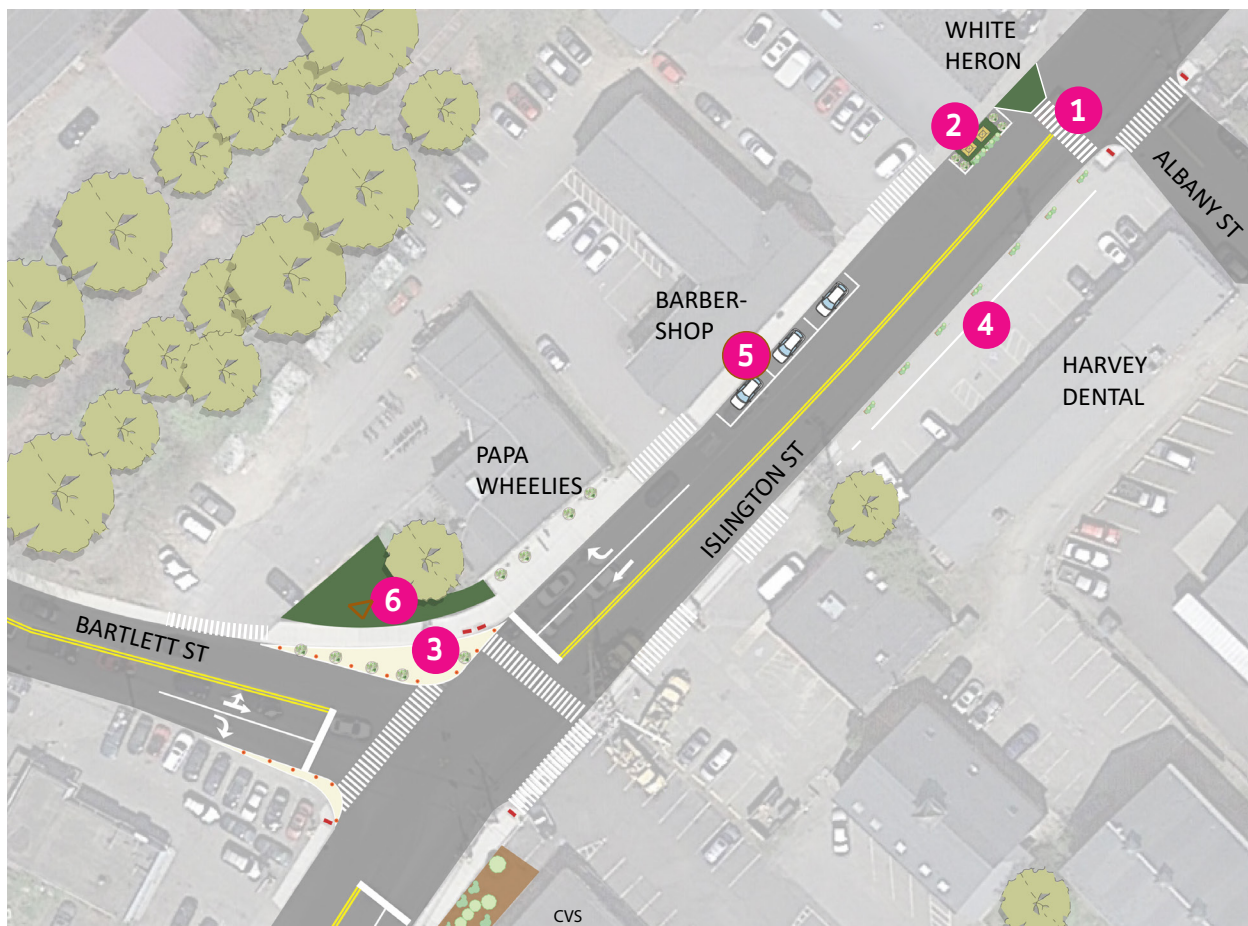 WHITE
HERON
1
2
ALBANY ST
BARBER-
SHOP
4
5
HARVEY
DENTAL
PAPA
WHEELIES
ISLINGTON ST
6
BARTLETT ST
3
CVS